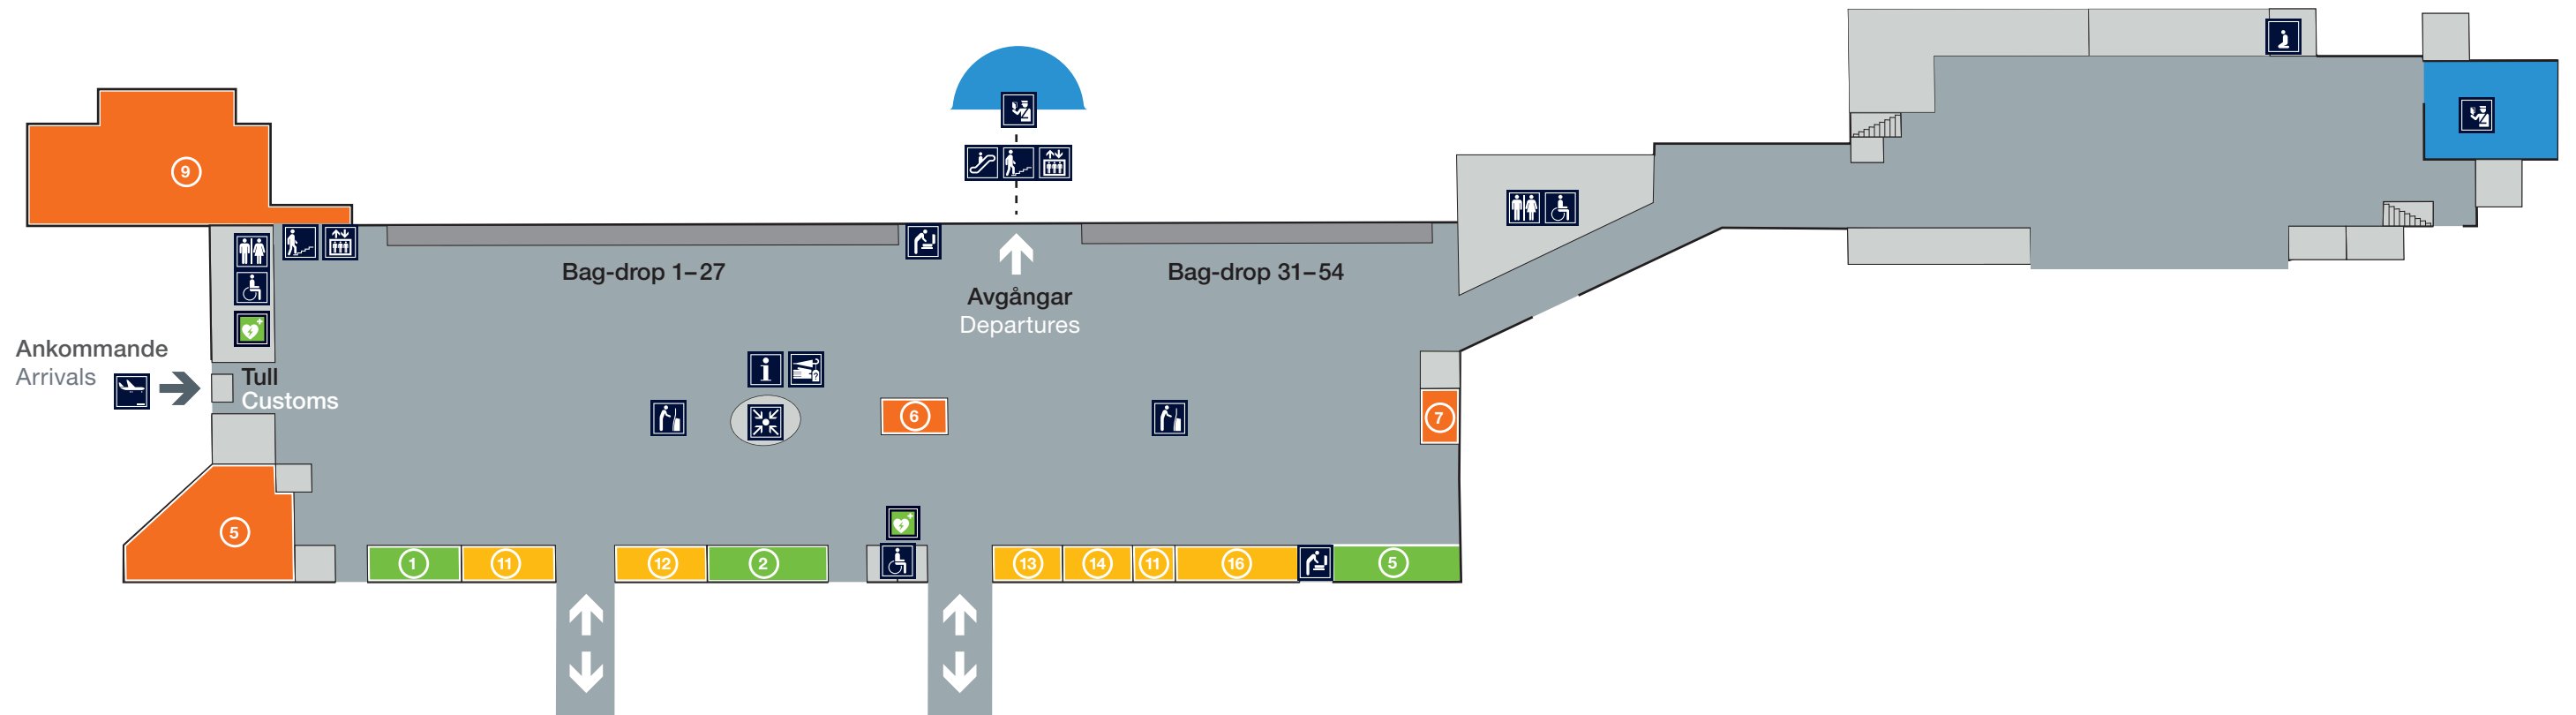 9
Bag-drop 1–27
Bag-drop 31–54
Avgångar
Departures
Ankommande
Arrivals
Tull
Customs
i
?
6
7
5
1
11
12
2
13
14
11
16
5